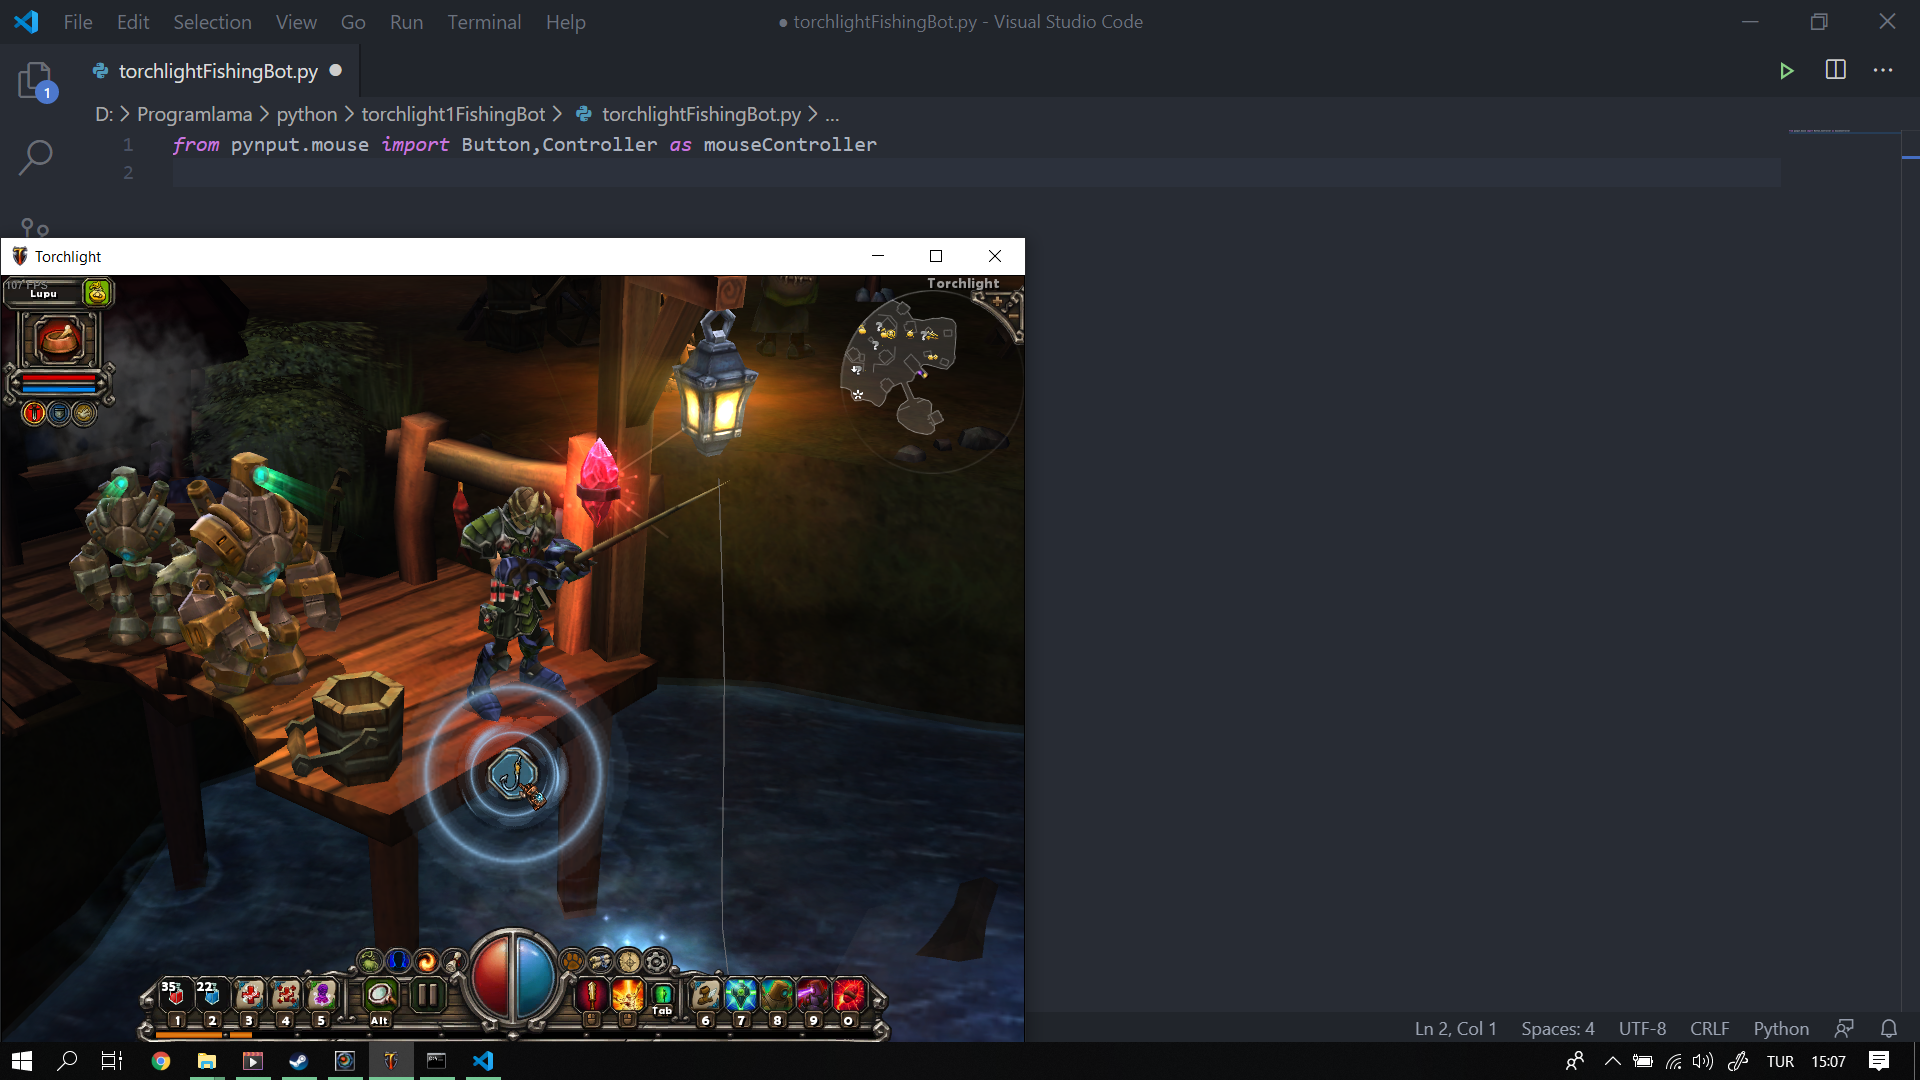 File Edit Selection View Go Run Terminal Help
● torchlightFishingBot.py - Visual Studio Code
torchlightFishingBot.py
1
D: > Programlama > python > torchlight1FishingBot > torchlightFishingBot.py > ...
1 from pynput.mouse import Button,Controller as mouseController
2
Torchlight
107 FPS
Lupu
Torchlight
35 22
Tab
1 2 3 4 5 Alt 6 7 8 9 0
Ln 2, Col 1 Spaces: 4 UTF-8 CRLF Python
TUR 15:07